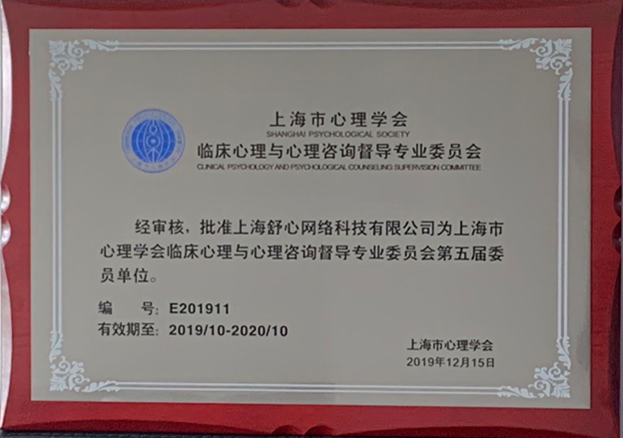 上海市心理学会
SHANGHAI PSYCHOLOGICAL SOCIETY
临床心理与心理咨询督导专业委员会
CLINICAL PSYCHOLOGY AND PSYCHOLOGICAL COUNSELING SUPERVISION COMMITTEE
经审核，批准上海舒心网络科技有限公司为上海市
心理学会临床心理与心理咨询督导专业委员会第五届委
员单位。
编 号：E201911
有效期至：2019/10-2020/10
上海市心理学会
2019年12月15日